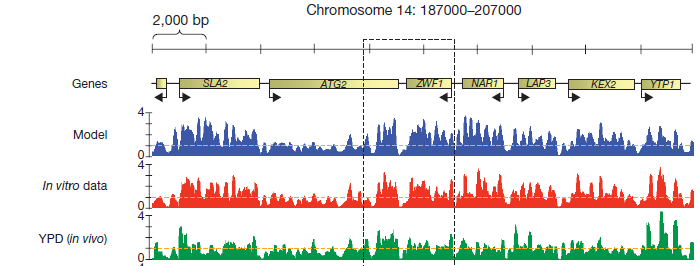 Chromosome 14: 187000–207000
2,000 bp
Genes
SLA2 ATG2 ZWF1 NAR1 LAP3 KEX2 YTP1
4
Model
0
4
In vitro data
0
4
YPD (in vivo)
0
4